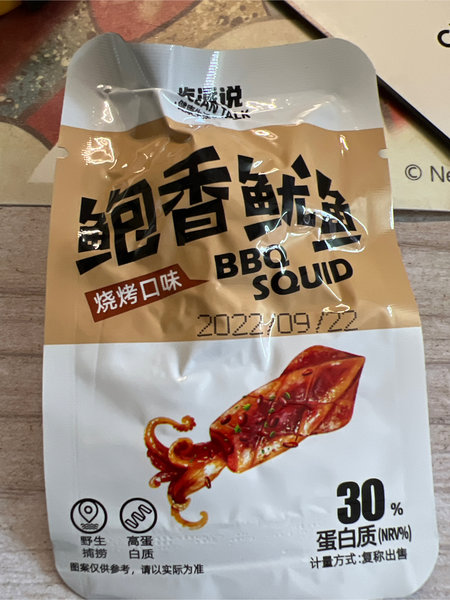 鲍香鱿鱼
BBQ
SQUID
烧烤口味
2022/09/22
30%
蛋白质(NRV%)
计量方式:复称出售
野生
捕捞
高蛋
白质
图案仅供参考，请以实际为准
© Ne